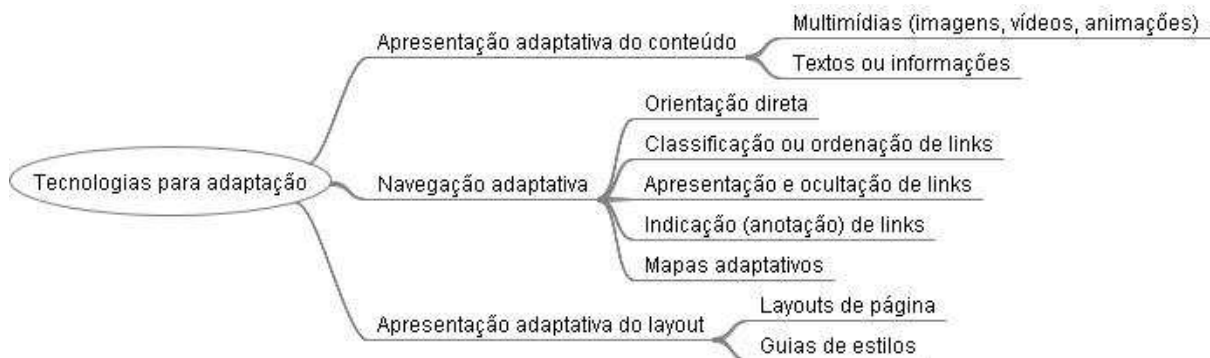 Tecnologias para adaptação
Apresentação adaptativa do conteúdo
Multimídias (imagens, vídeos, animações)
Textos ou informações
Navegação adaptativa
Orientação direta
Classificação ou ordenação de links
Apresentação e ocultação de links
Indicação (anotação) de links
Mapas adaptativos
Apresentação adaptativa do layout
Layouts de página
Guias de estilos